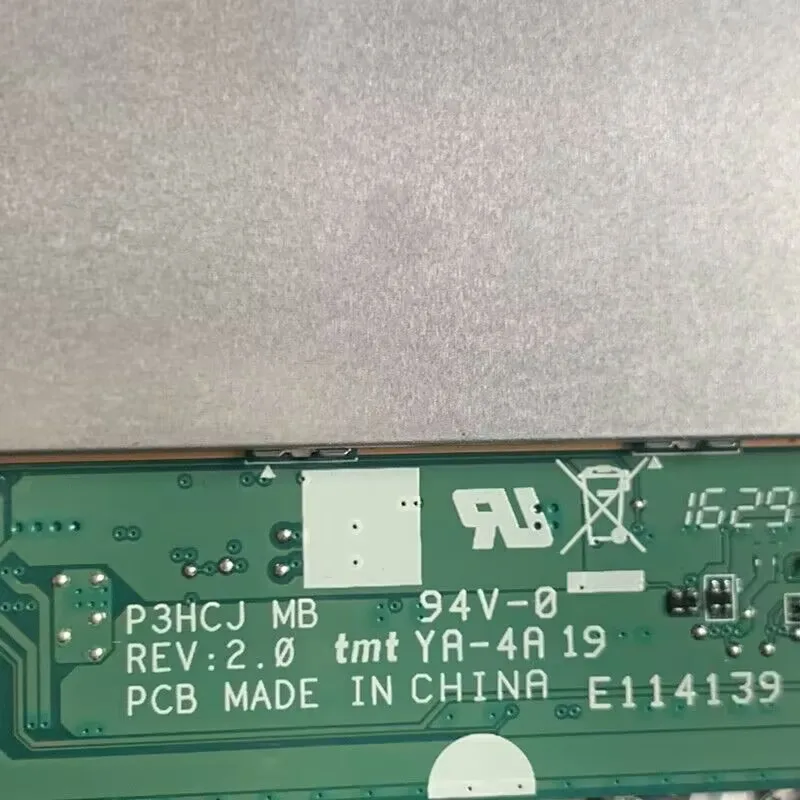 1629
P3HCJ MB 94V-0
REV:2.0 tmt YA-4A 19
PCB MADE IN CHINA E114139